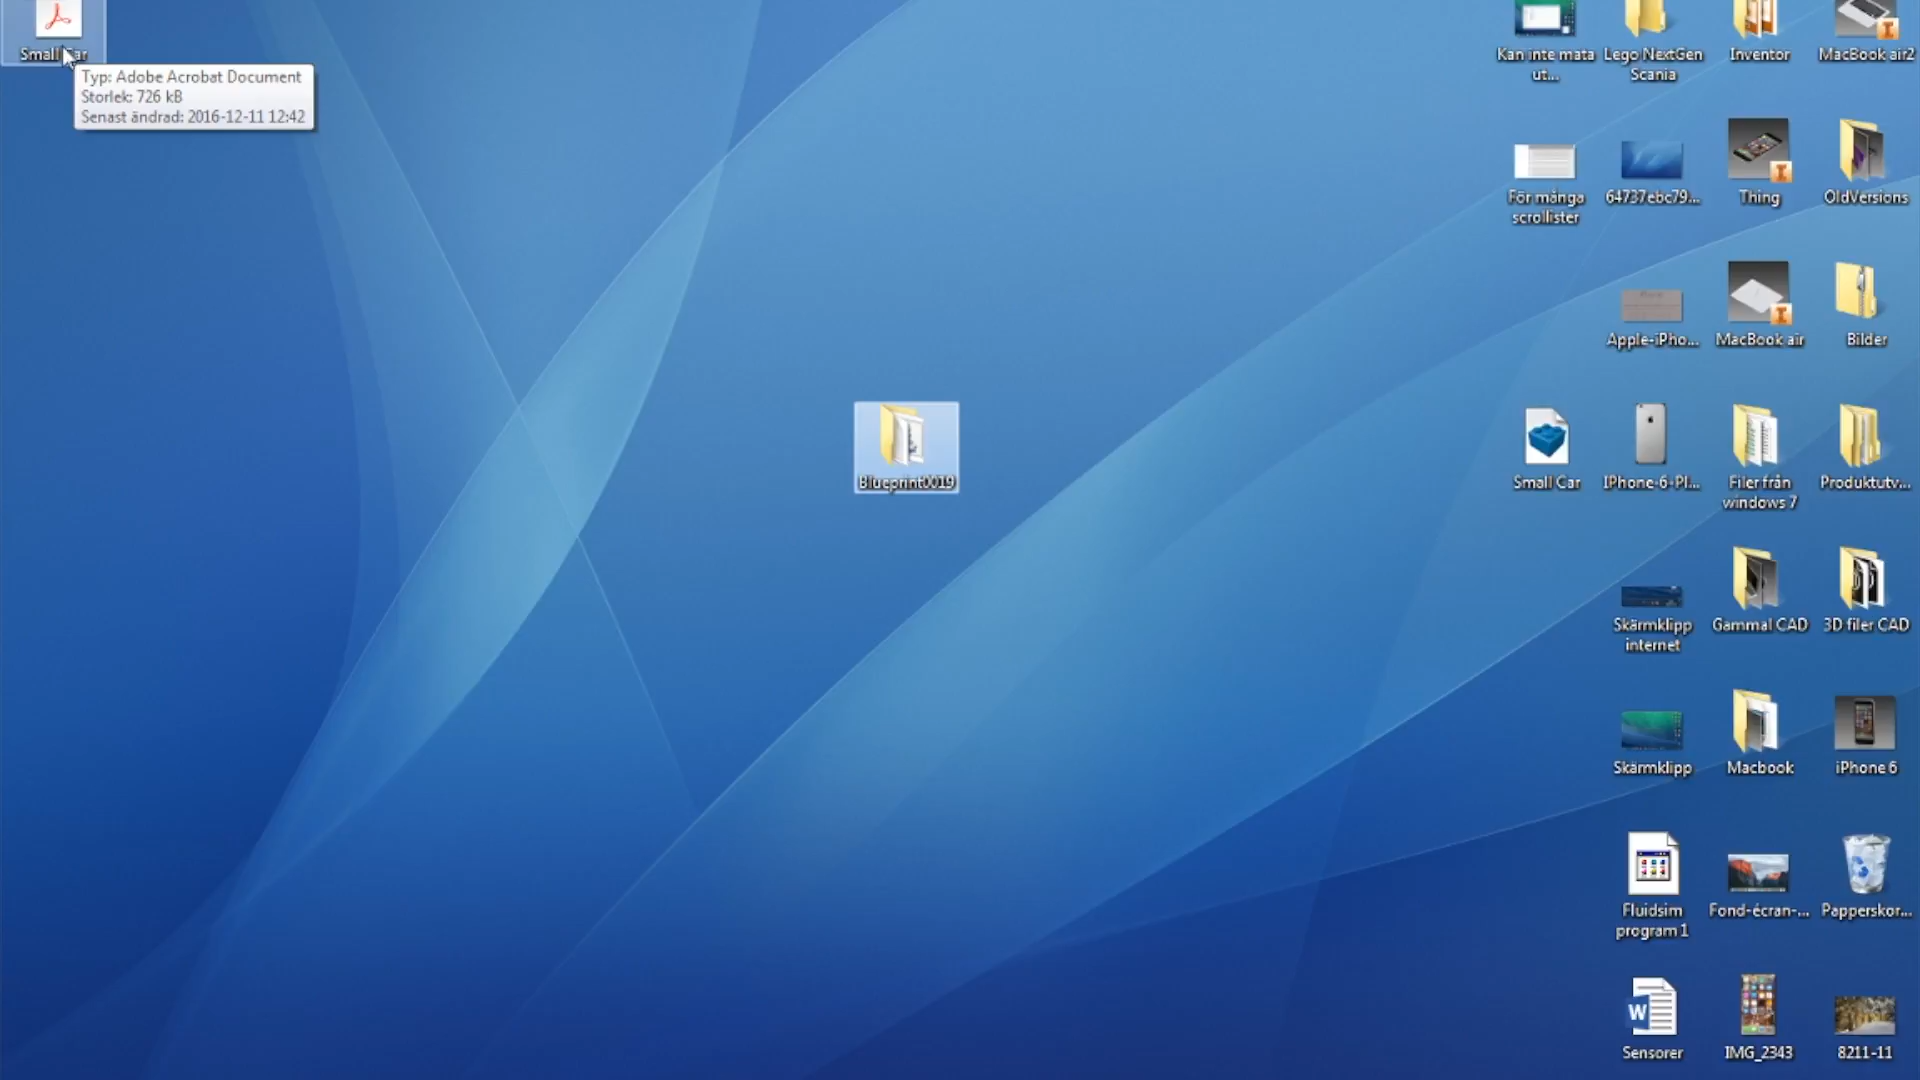 Small Car
Typ: Adobe Acrobat Document
Storlek: 726 kB
Senast ändrad: 2016-12-11 12:42
Blueprint0019
Kan inte mata
ut...
Lego NextGen
Scania
Inventor
MacBook air2
För många
scrollister
64737ebc79...
Thing
OldVersions
Apple-iPho...
MacBook air
Bilder
Small Car
IPhone-6-Pl...
Filer från
windows 7
Produktutv...
Skärmklipp
internet
Gammal CAD
3D filer CAD
Skärmklipp
Macbook
iPhone 6
Fluidsim
program 1
Fond-écran-...
Papperskor...
Sensorer
IMG_2343
8211-11